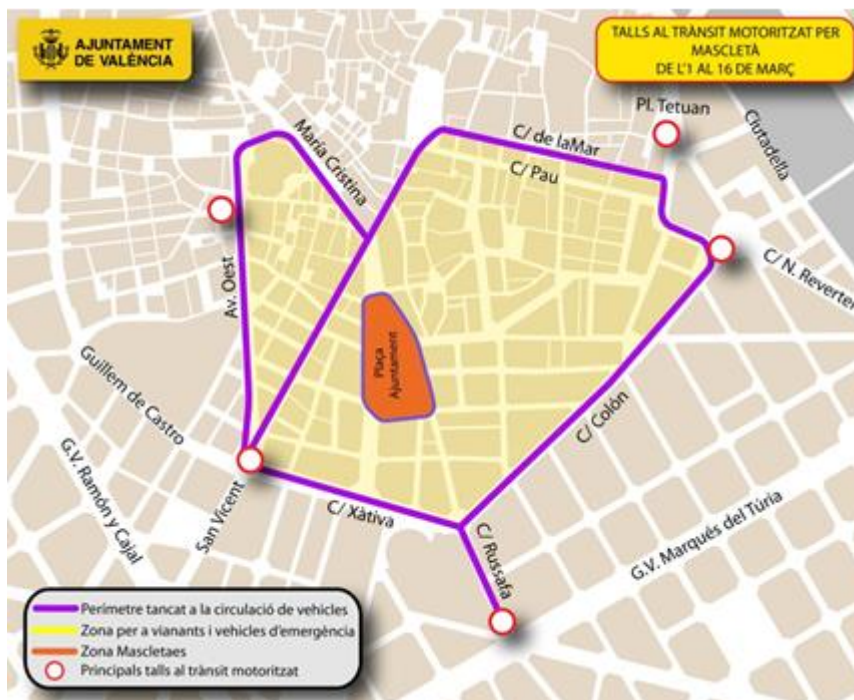 AJUNTAMENT
DE VALÈNCIA
TALLS AL TRÀNSIT MOTORITZAT PER
MASCLETÀ
DE L'1 AL 16 DE MARÇ
Pl. Tetuan
Ciutadella
María Cristina
C/ de laMar
C/ Pau
Av. Oest
C/ N. Reverter
Plaça
Ajuntament
Guillem de Castro
C/ Colón
G.V. Ramón y Cajal
San Vicent
C/ Xàtiva
C/ Russafa
G.V. Marqués del Túria
Perímetre tancat a la circulació de vehicles
Zona per a vianants i vehicles d'emergència
Zona Mascletaes
Principals talls al trànsit motoritzat